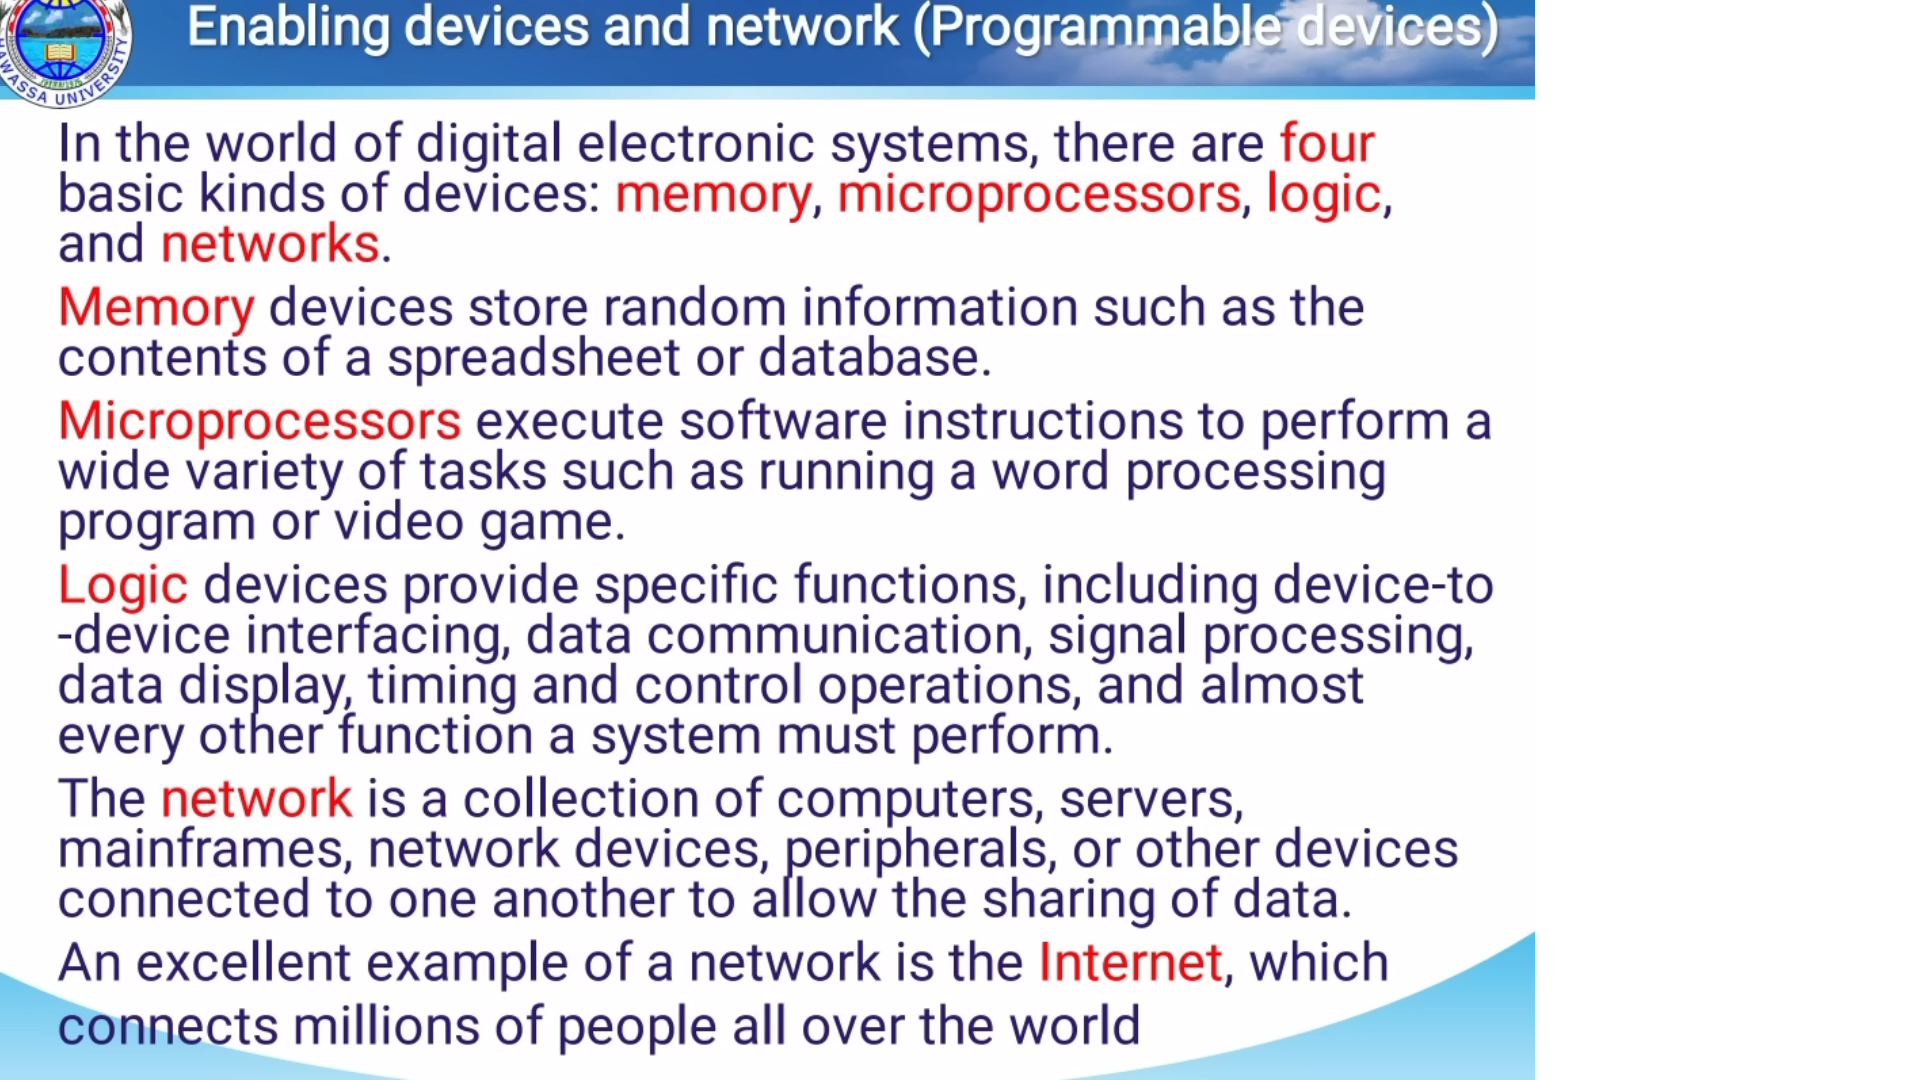 Enabling devices and network (Programmable devices)
AWASSA UNIVERSITY
In the world of digital electronic systems, there are four
basic kinds of devices: memory, microprocessors, logic,
and networks.
Memory devices store random information such as the
contents of a spreadsheet or database.
Microprocessors execute software instructions to perform a
wide variety of tasks such as running a word processing
program or video game.
Logic devices provide specific functions, including device-to
-device interfacing, data communication, signal processing,
data display, timing and control operations, and almost
every other function a system must perform.
The network is a collection of computers, servers,
mainframes, network devices, peripherals, or other devices
connected to one another to allow the sharing of data.
An excellent example of a network is the Internet, which
connects millions of people all over the world